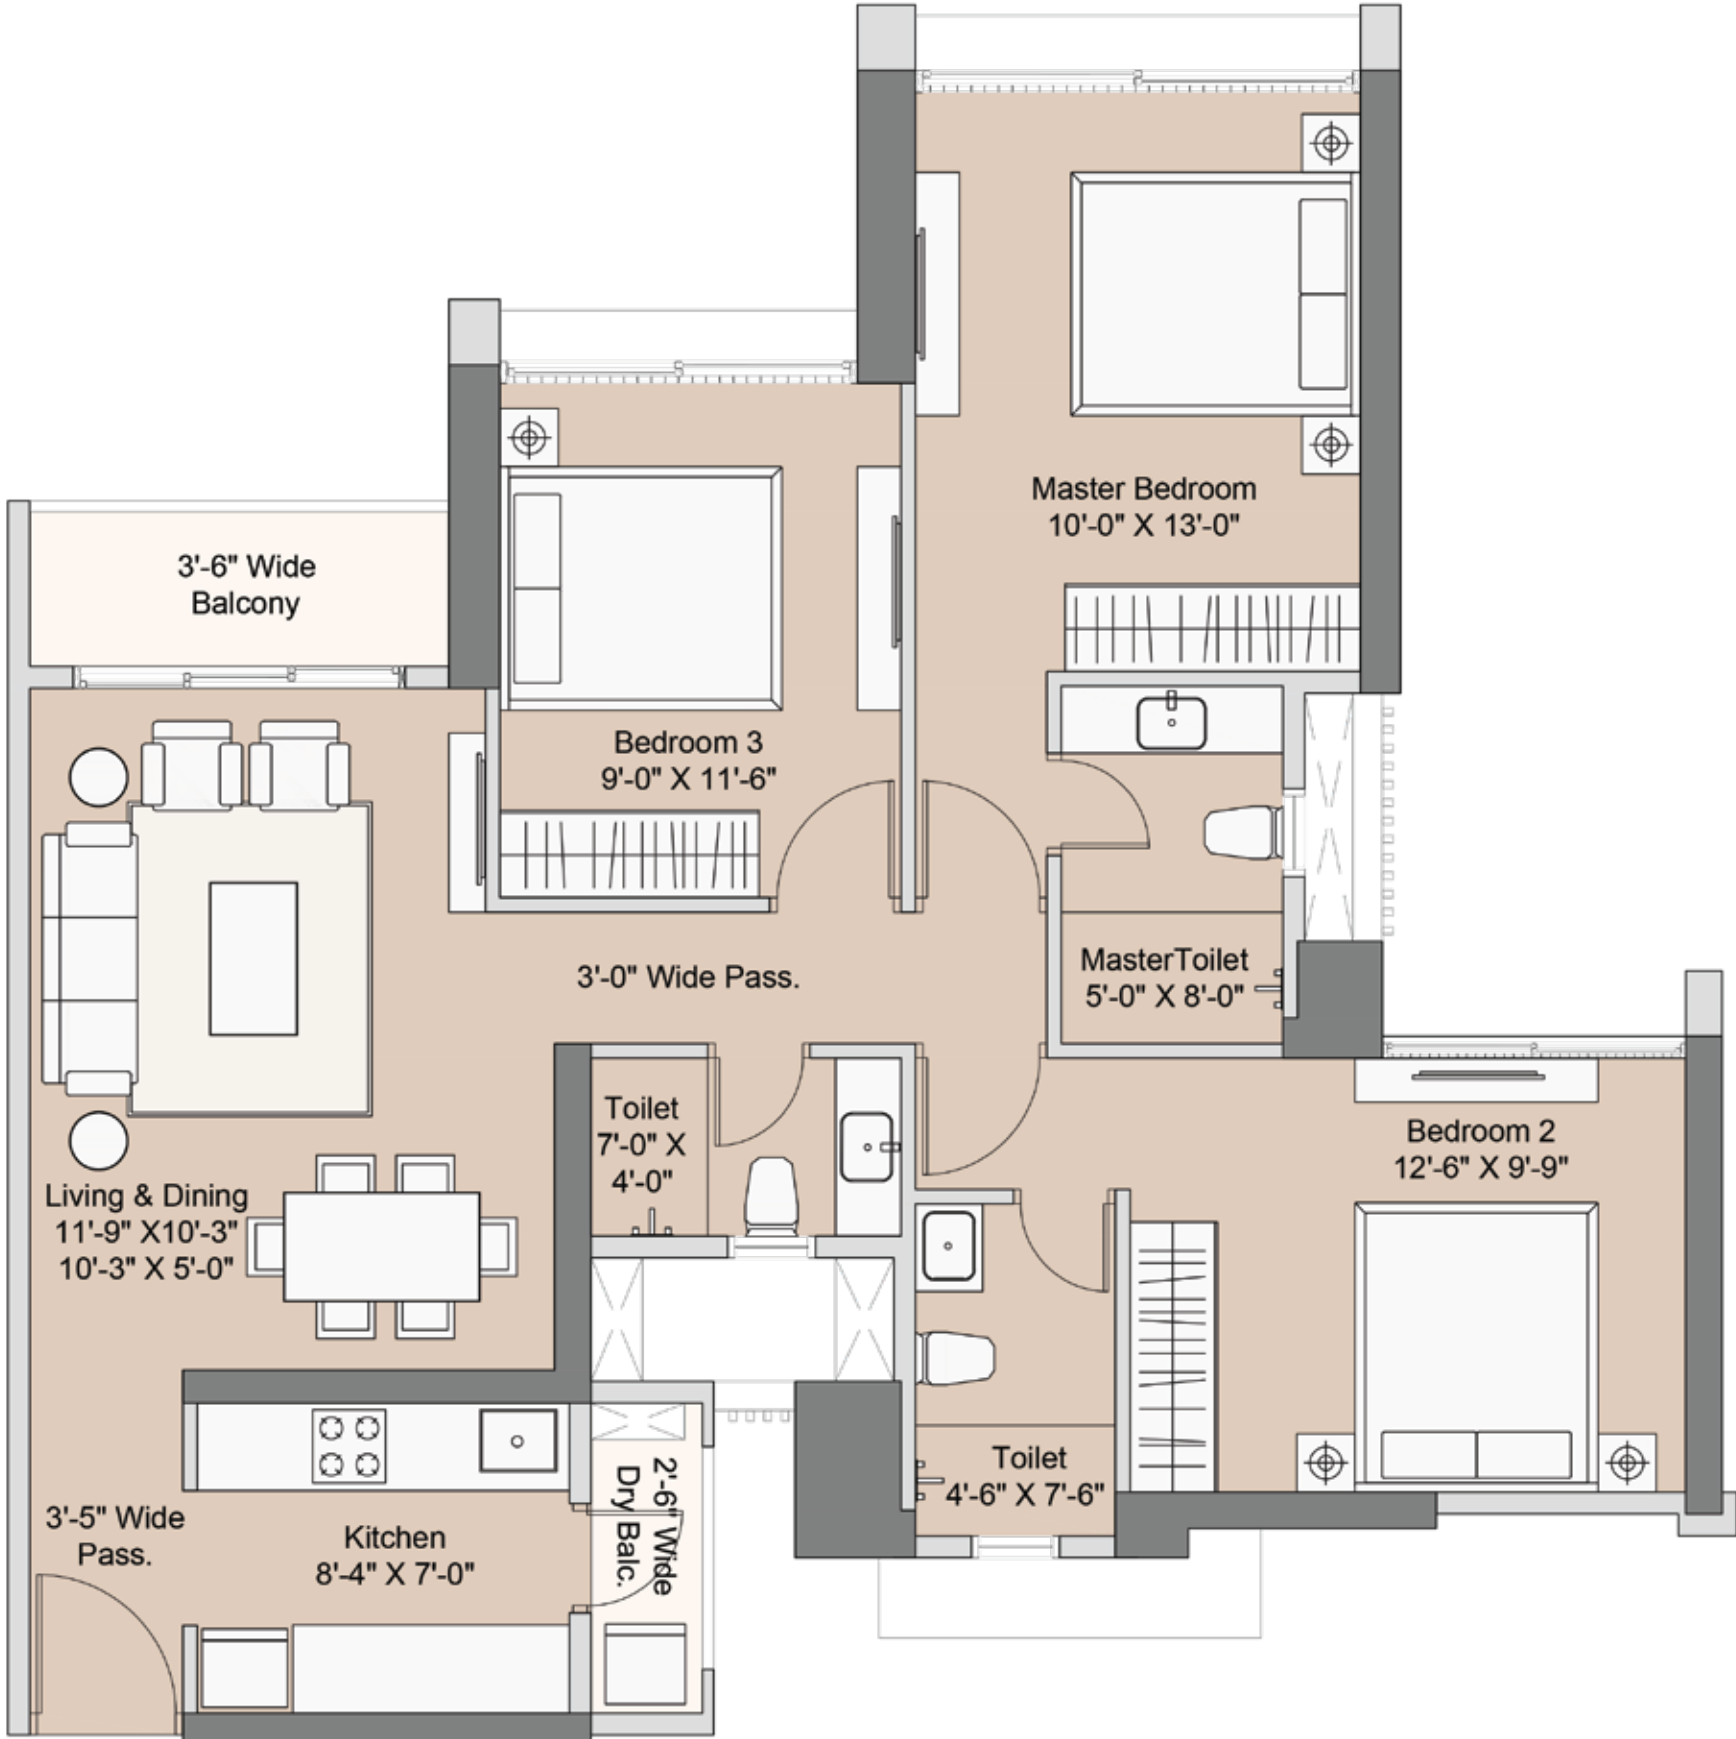 Master Bedroom
10'-0" X 13'-0"
3'-6" Wide
Balcony
Bedroom 3
9'-0" X 11'-6"
3'-0" Wide Pass.
MasterToilet
5'-0" X 8'-0"
Toilet
7'-0" X
4'-0"
Bedroom 2
12'-6" X 9'-9"
Living & Dining
11'-9" X10'-3"
10'-3" X 5'-0"
Toilet
4'-6" X 7'-6"
2'-6" Wide
Dry Balc.
3'-5" Wide
Pass.
Kitchen
8'-4" X 7'-0"